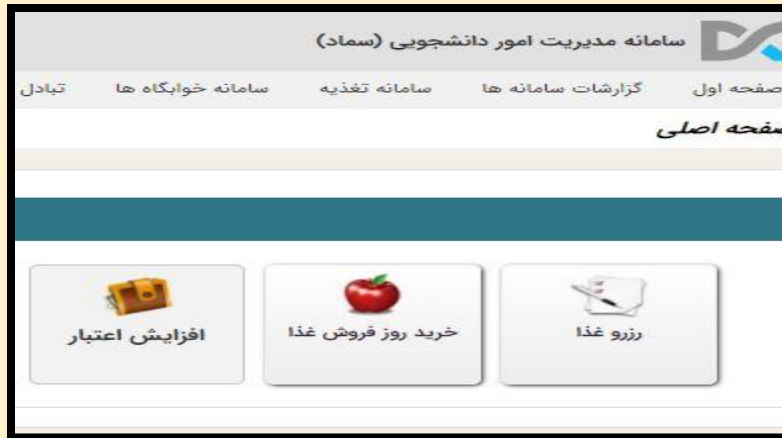 سامانه مدیریت امور دانشجویی (سماد)
صفحه اول گزارشات سامانه ها سامانه تغذیه سامانه خوابگاه ها تبادل
صفحه اصلی
رزرو غذا خرید روز فروش غذا افزایش اعتبار